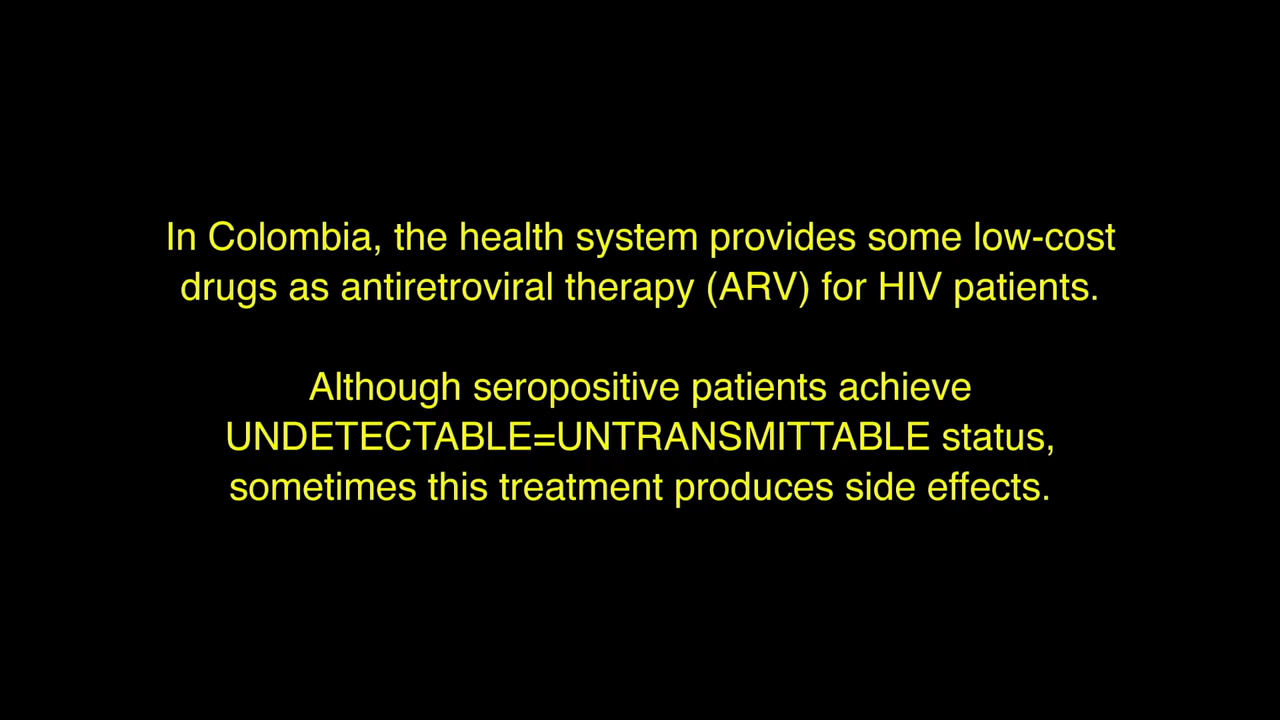 In Colombia, the health system provides some low-cost
drugs as antiretroviral therapy (ARV) for HIV patients.
Although seropositive patients achieve
UNDETECTABLE=UNTRANSMITTABLE status,
sometimes this treatment produces side effects.